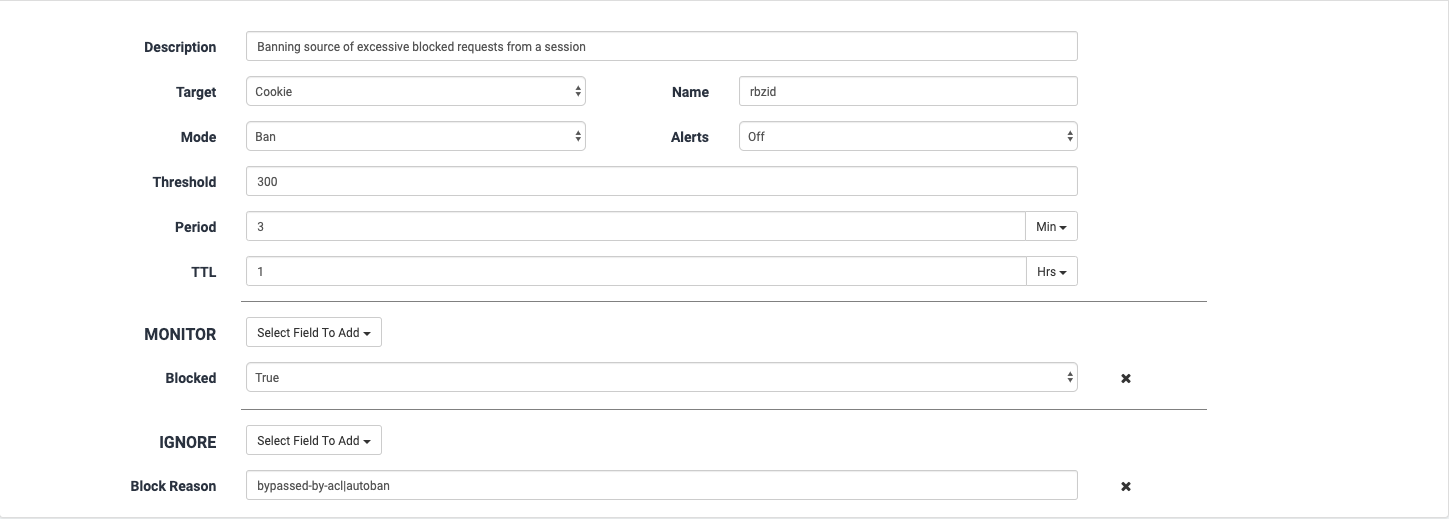 Description Banning source of excessive blocked requests from a session
Target Cookie Name rbzid
Mode Ban Alerts Off
Threshold 300
Period 3 Min
TTL 1 Hrs
MONITOR Select Field To Add
Blocked True
IGNORE Select Field To Add
Block Reason bypassed-by-acl|autoban